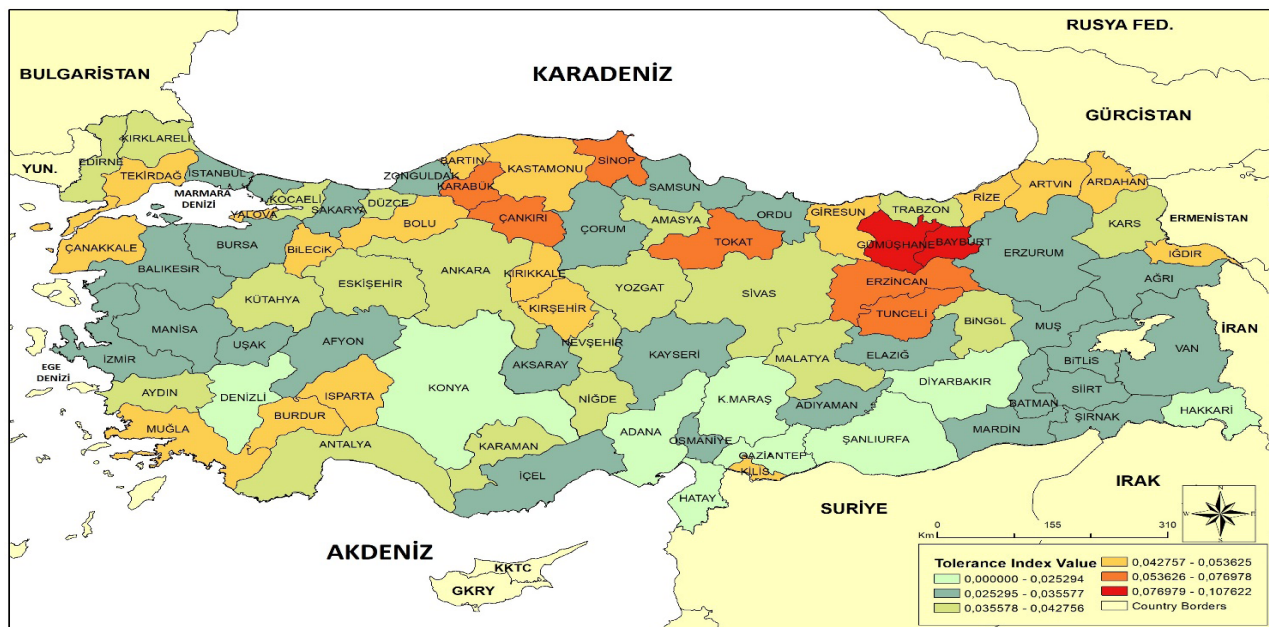 RUSYA FED.
BULGARİSTAN
KARADENİZ
GÜRCİSTAN
KIRKLARELİ
EDİRNE
YUN.
TEKİRDAĞ
İSTANBUL
MARMARA
DENİZİ
KOCAELİ
YALOVA
SAKARYA
DÜZCE
ZONGULDAK
BARTIN
KARABÜK
KASTAMONU
SİNOP
SAMSUN
ORDU
GİRESUN
TRABZON
RİZE
ARTVİN
ARDAHAN
ERMENİSTAN
KARS
IĞDIR
ÇANAKKALE
BURSA
BiLECiK
BOLU
ÇANKIRI
ÇORUM
AMASYA
TOKAT
GÜMÜŞHANE
BAYBURT
ERZURUM
AĞRI
BALIKESIR
KÜTAHYA
ESKİŞEHİR
ANKARA
KIRIKKALE
KIRŞEHİR
YOZGAT
SİVAS
ERZİNCAN
TUNCELİ
BiNGöL
MUŞ
İRAN
MANİSA
UŞAK
AFYON
AKSARAY
NEVŞEHİR
KAYSERİ
MALATYA
ELAZIĞ
BiTLiS
VAN
EGE
DENİZİ
İZMİR
AYDIN
DENİZLİ
ISPARTA
BURDUR
KONYA
NİĞDE
K.MARAŞ
ADIYAMAN
DİYARBAKIR
BATMAN
SİİRT
ŞIRNAK
HAKKARİ
MUĞLA
ANTALYA
KARAMAN
İÇEL
ADANA
OSMANİYE
GAZİANTEP
KİLİS
ŞANLIURFA
MARDİN
HATAY
SURİYE
IRAK
AKDENİZ
KKTC
GKRY
N
W E
S
0 155 310
Km
Tolerance Index Value
0,000000 - 0,025294
0,025295 - 0,035577
0,035578 - 0,042756
0,042757 - 0,053625
0,053626 - 0,076978
0,076979 - 0,107622
Country Borders